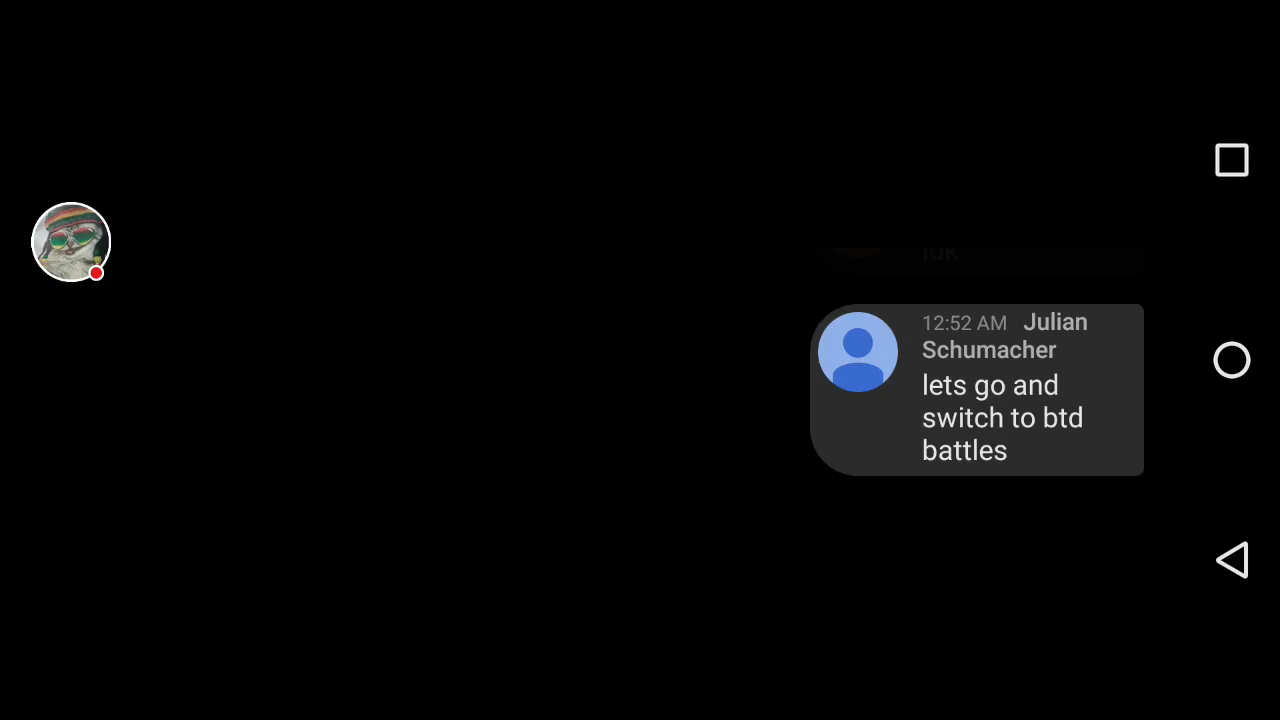 12:52 AM Julian
Schumacher
lets go and
switch to btd
battles